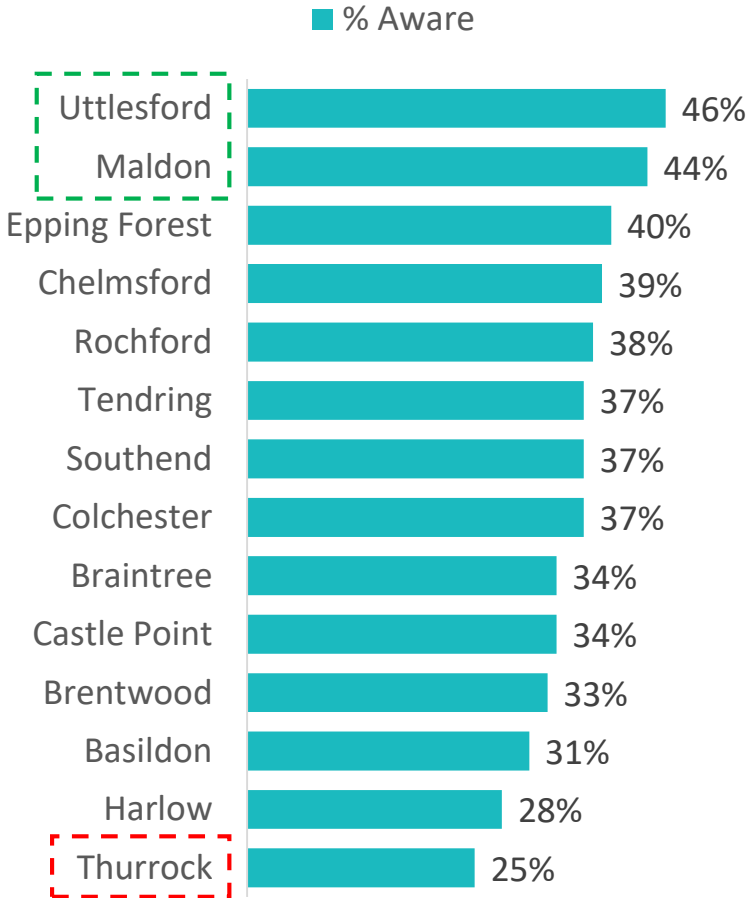 % Aware
Uttlesford 46%
Maldon 44%
Epping Forest 40%
Chelmsford 39%
Rochford 38%
Tendring 37%
Southend 37%
Colchester 37%
Braintree 34%
Castle Point 34%
Brentwood 33%
Basildon 31%
Harlow 28%
Thurrock 25%